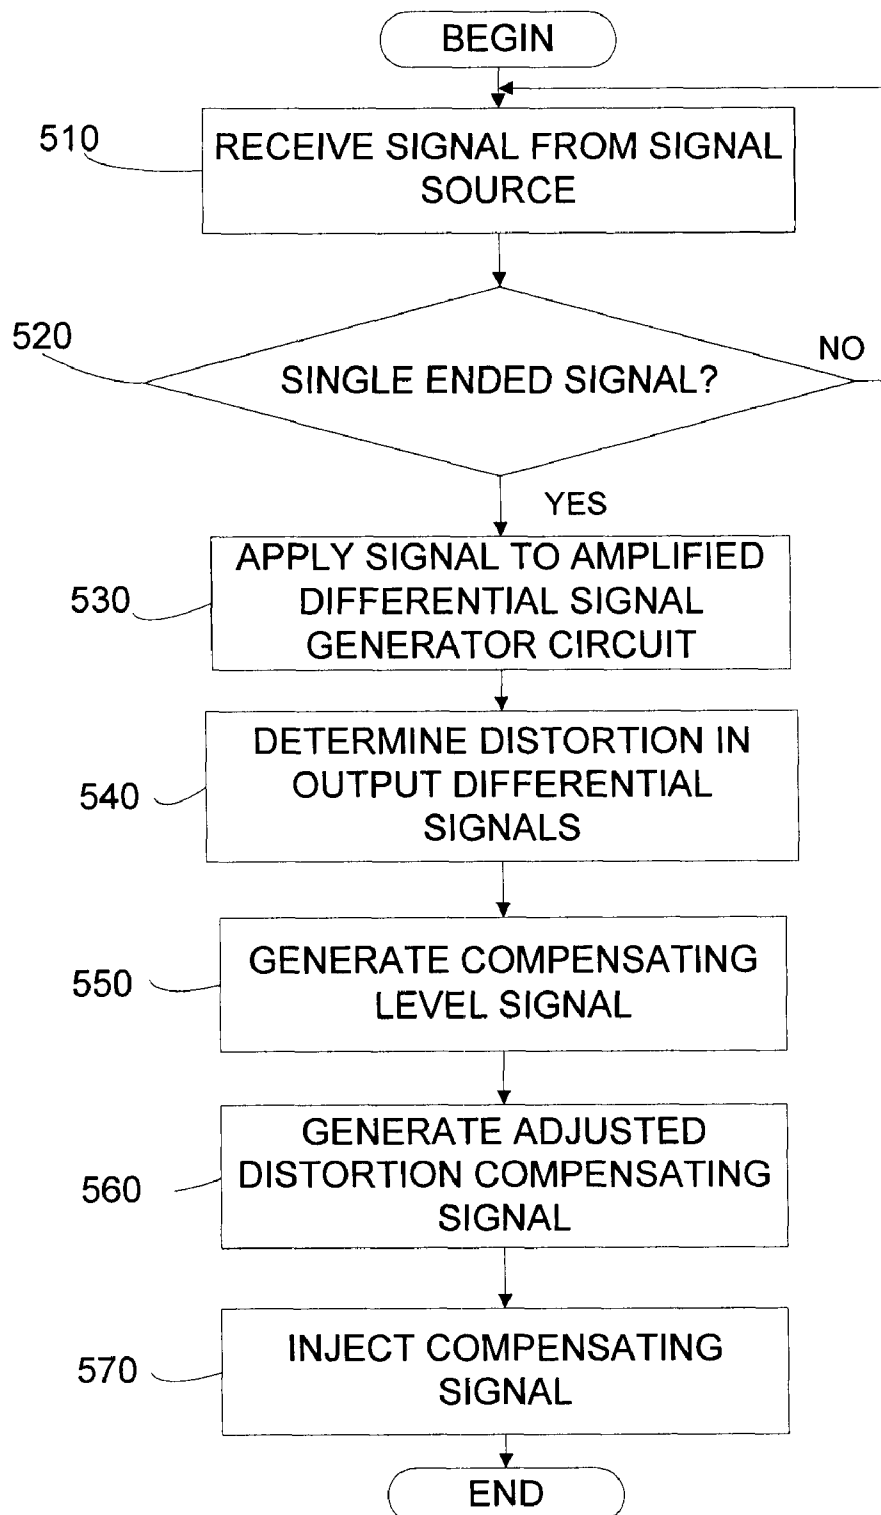 BEGIN
510
RECEIVE SIGNAL FROM SIGNAL
SOURCE
520
SINGLE ENDED SIGNAL?
NO
YES
530
APPLY SIGNAL TO AMPLIFIED
DIFFERENTIAL SIGNAL
GENERATOR CIRCUIT
540
DETERMINE DISTORTION IN
OUTPUT DIFFERENTIAL
SIGNALS
550
GENERATE COMPENSATING
LEVEL SIGNAL
560
GENERATE ADJUSTED
DISTORTION COMPENSATING
SIGNAL
570
INJECT COMPENSATING
SIGNAL
END